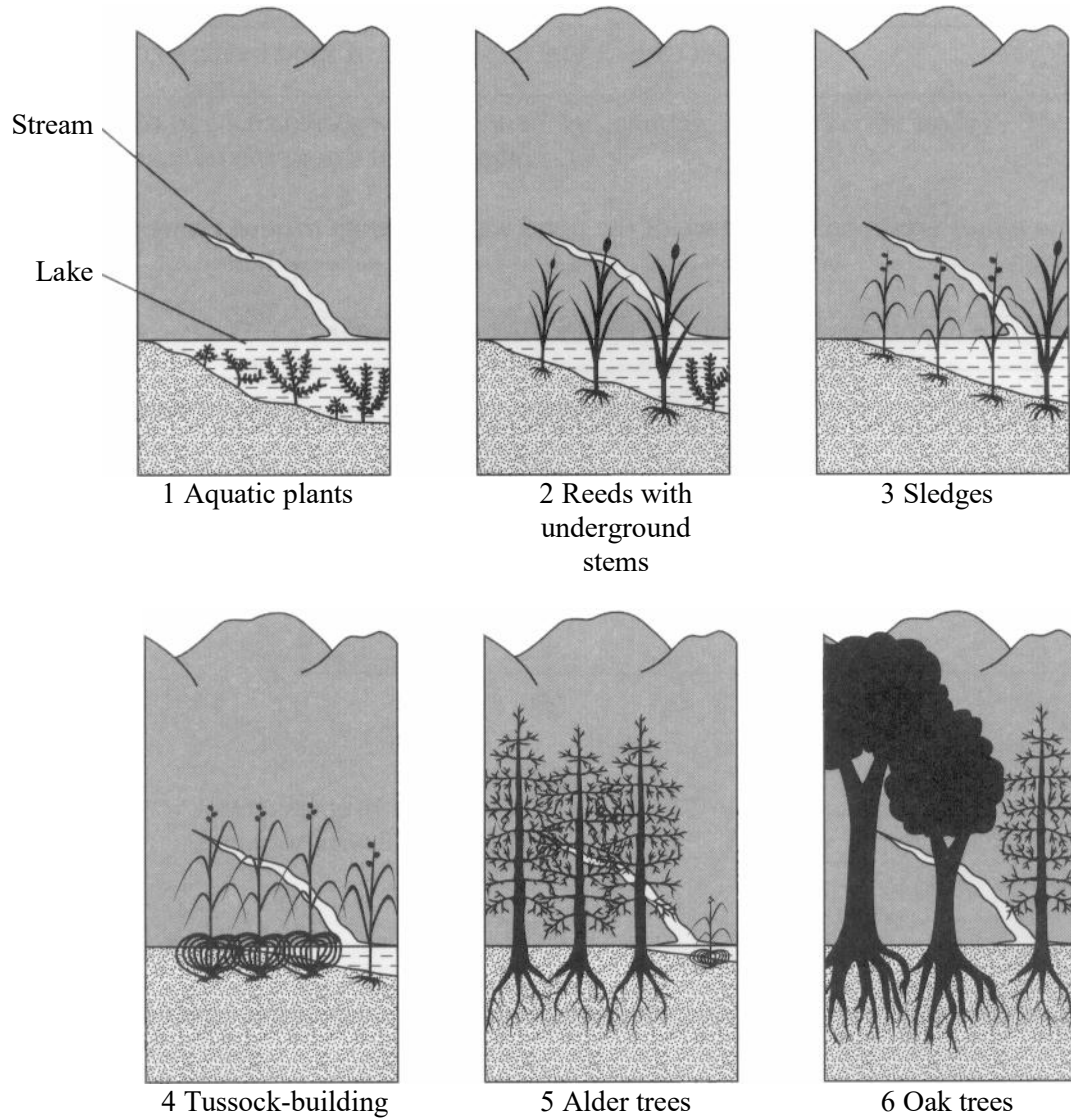 Stream
Lake
1 Aquatic plants
2 Reeds with
underground
stems
3 Sledges
4 Tussock-building
5 Alder trees
6 Oak trees